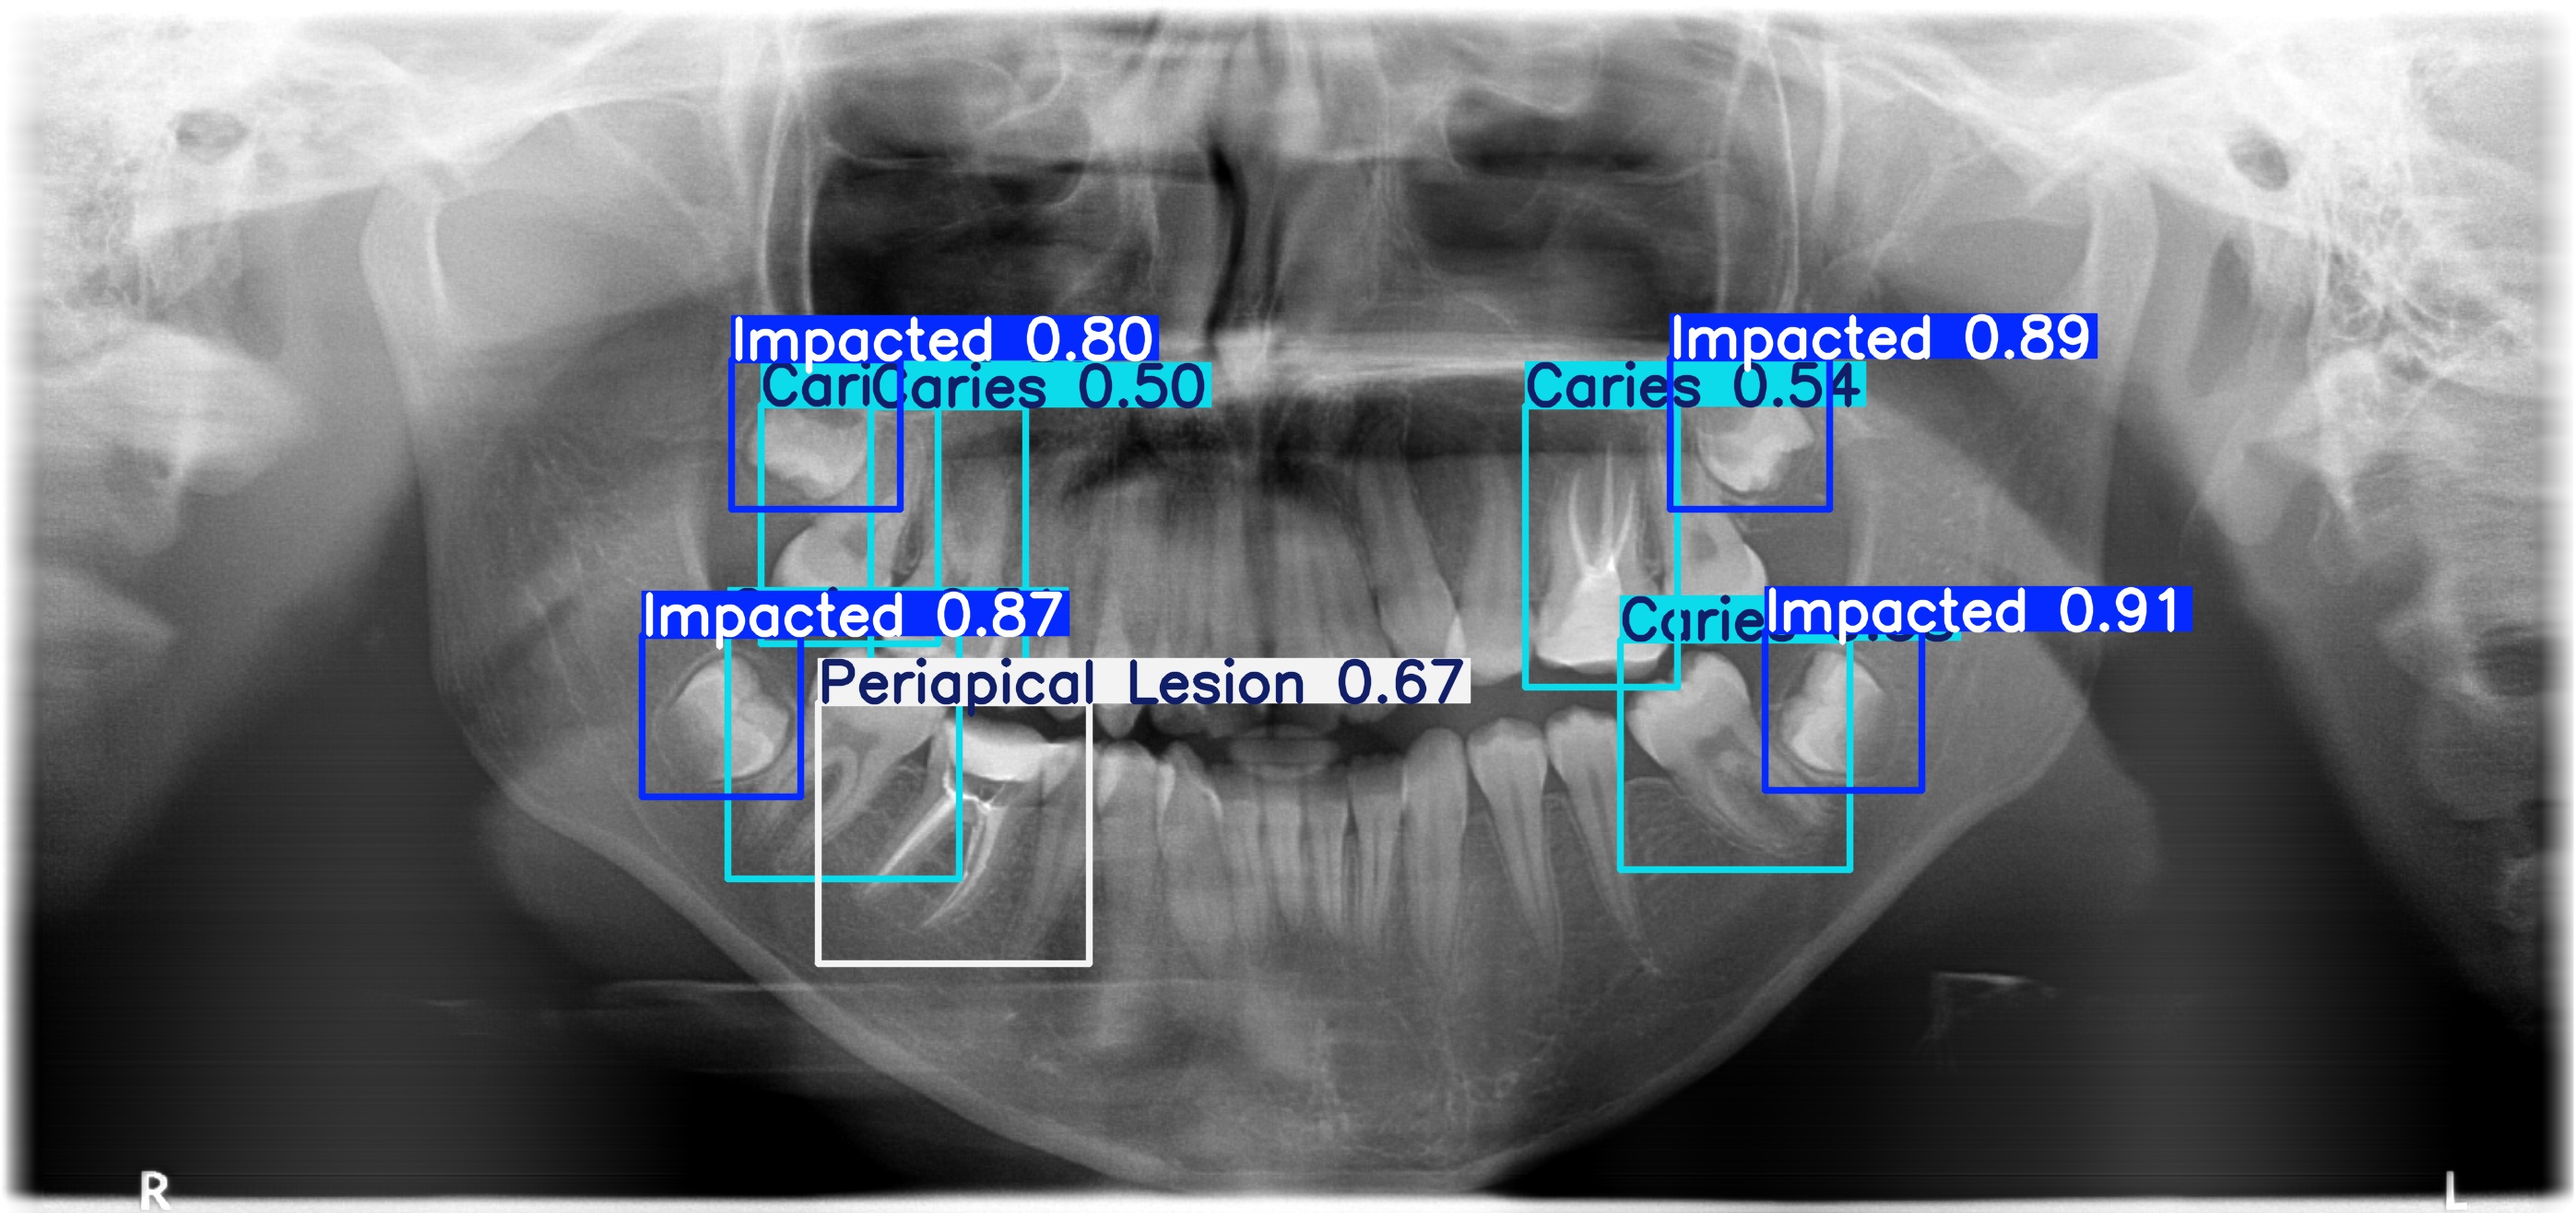 Impacted 0.80
Impacted 0.89
Caries 0.50
Caries 0.54
Impacted 0.87
Impacted 0.91
Periapical Lesion 0.67
R
L